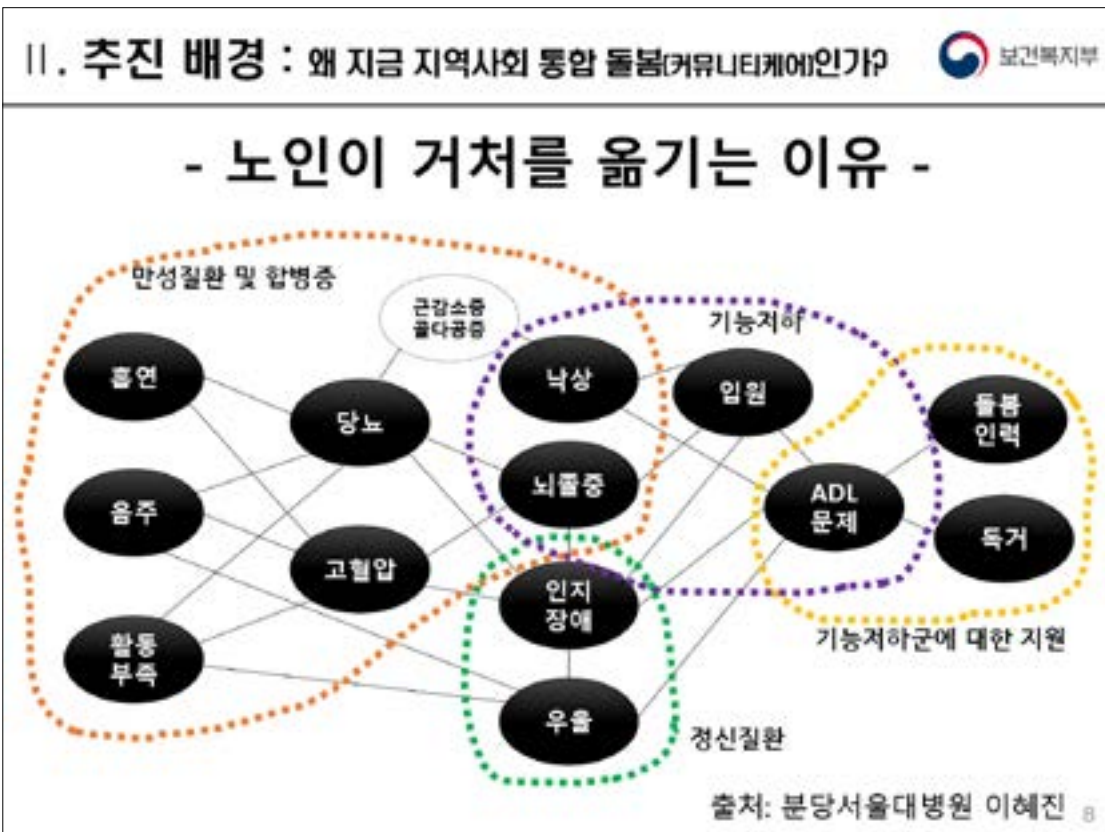 II. 추진 배경 : 왜 지금 지역사회 통합 돌봄(커뮤니티케어)인가?
보건복지부
- 노인이 거처를 옮기는 이유 -
만성질환 및 합병증
근감소증
골다공증
기능저하
흡연
당뇨
낙상
입원
돌봄
인력
음주
뇌졸중
ADL
문제
독거
고혈압
인지
장애
활동
부족
기능저하군에 대한 지원
우울
정신질환
출처: 분당서울대병원 이혜진
8